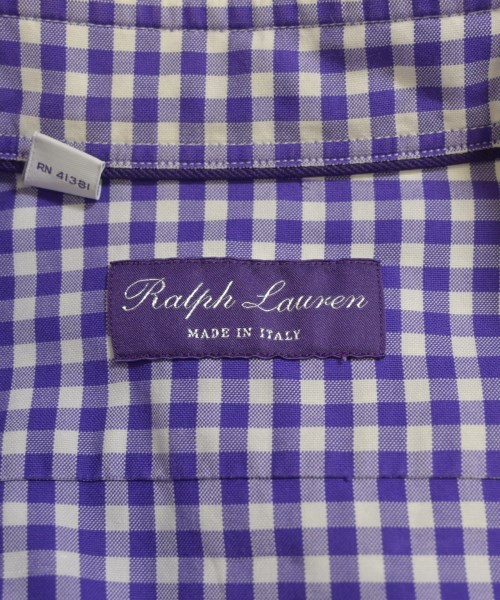 RN 41381
Ralph Lauren
MADE IN ITALY